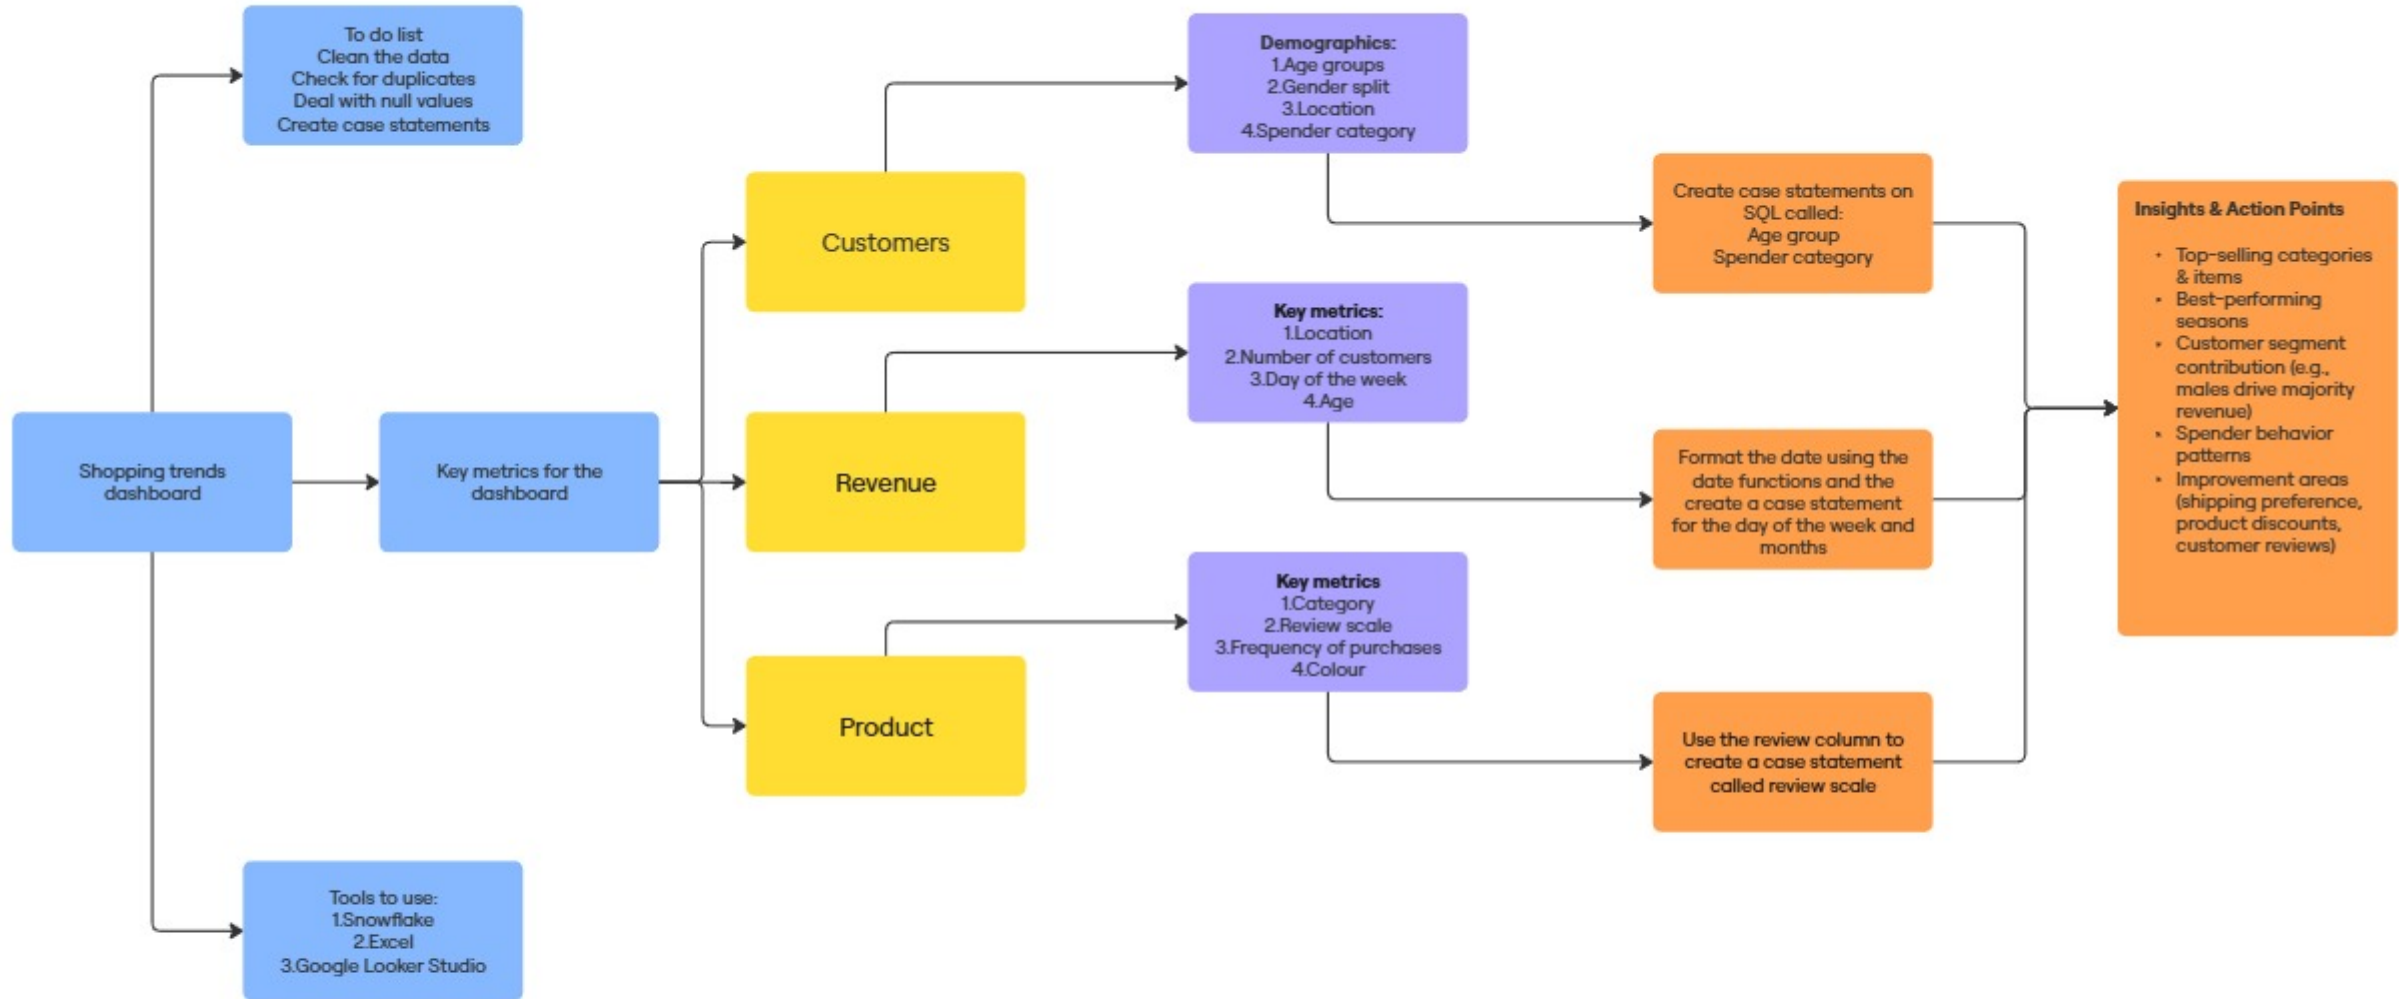 To do list
Clean the data
Check for duplicates
Deal with null values
Create case statements
Shopping trends
dashboard
Key metrics for the
dashboard
Tools to use:
1.Snowflake
2.Excel
3.Google Looker Studio
Customers
Revenue
Product
Demographics:
1.Age groups
2.Gender split
3.Location
4.Spender category
Key metrics:
1.Location
2.Number of customers
3.Day of the week
4.Age
Key metrics
1.Category
2.Review scale
3.Frequency of purchases
4.Colour
Create case statements on
SQL called:
Age group
Spender category
Format the date using the
date functions and the
create a case statement
for the day of the week and
months
Use the review column to
create a case statement
called review scale
Insights & Action Points
• Top-selling categories
& items
• Best-performing
seasons
• Customer segment
contribution (e.g.,
males drive majority
revenue)
• Spender behavior
patterns
• Improvement areas
(shipping preference,
product discounts,
customer reviews)